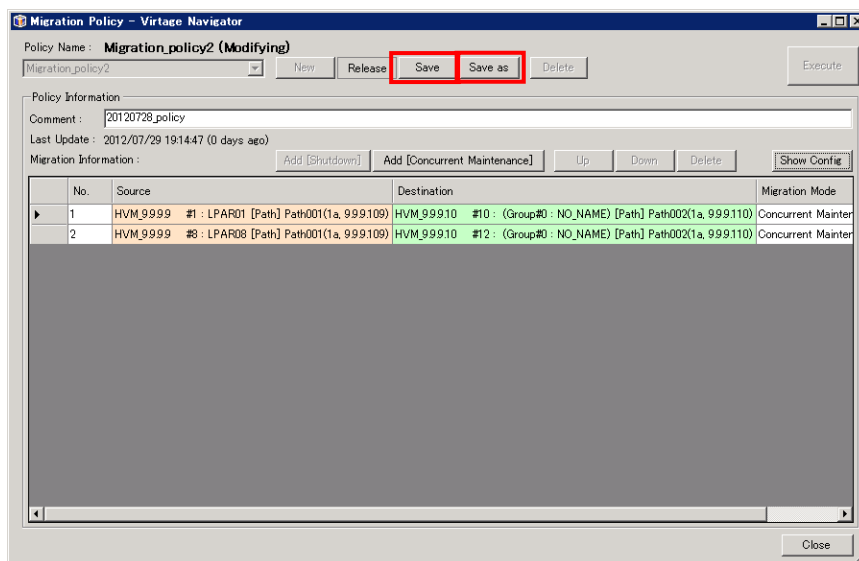 Migration Policy - Virtage Navigator
Policy Name : Migration_policy2 (Modifying)
Migration_policy2 New Release Save Save as Delete Execute
Policy Information
Comment : 20120728_policy
Last Update : 2012/07/29 19:14:47 (0 days ago)
Migration Information : Add [Shutdown] Add [Concurrent Maintenance] Up Down Delete Show Config
No. Source Destination Migration Mode
1 HVM_9.9.9.9 #1 : LPAR01 [Path] Path001(1a, 9.9.9.109) HVM_9.9.9.10 #10 : (Group#0 : NO_NAME) [Path] Path002(1a, 9.9.9.110) Concurrent Mainten
2 HVM_9.9.9.9 #8 : LPAR08 [Path] Path001(1a, 9.9.9.109) HVM_9.9.9.10 #12 : (Group#0 : NO_NAME) [Path] Path002(1a, 9.9.9.110) Concurrent Mainten
Close